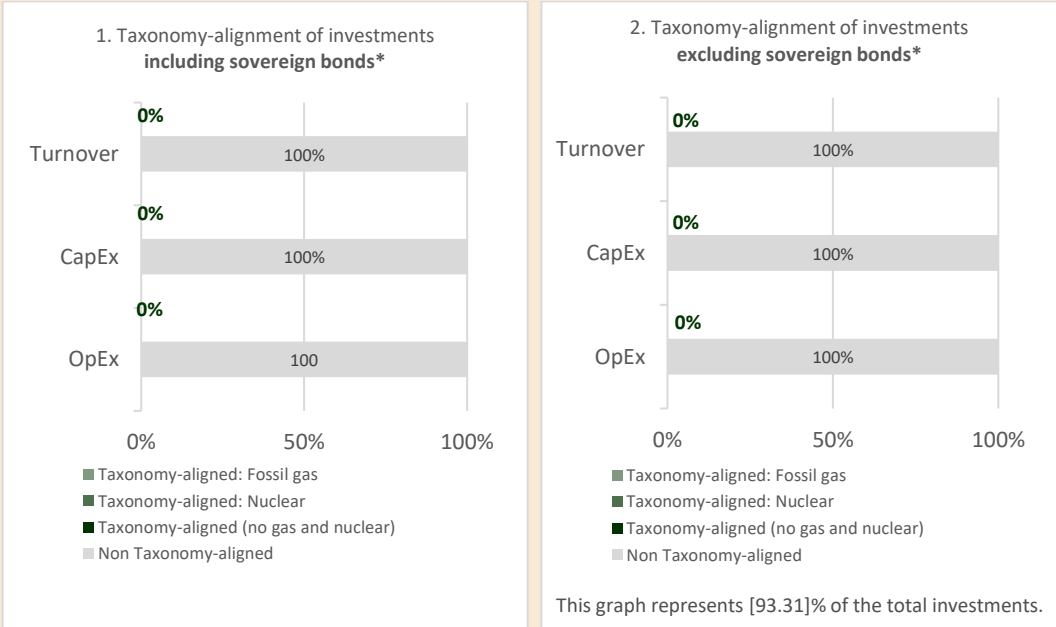 1. Taxonomy-alignment of investments
including sovereign bonds*
0%
Turnover
100%
0%
CapEx
100%
0%
OpEx
100
0%
50%
100%
Taxonomy-aligned: Fossil gas
Taxonomy-aligned: Nuclear
Taxonomy-aligned (no gas and nuclear)
Non Taxonomy-aligned
2. Taxonomy-alignment of investments
excluding sovereign bonds*
0%
Turnover
100%
0%
CapEx
100%
0%
OpEx
100%
0%
50%
100%
Taxonomy-aligned: Fossil gas
Taxonomy-aligned: Nuclear
Taxonomy-aligned (no gas and nuclear)
Non Taxonomy-aligned
This graph represents [93.31]% of the total investments.